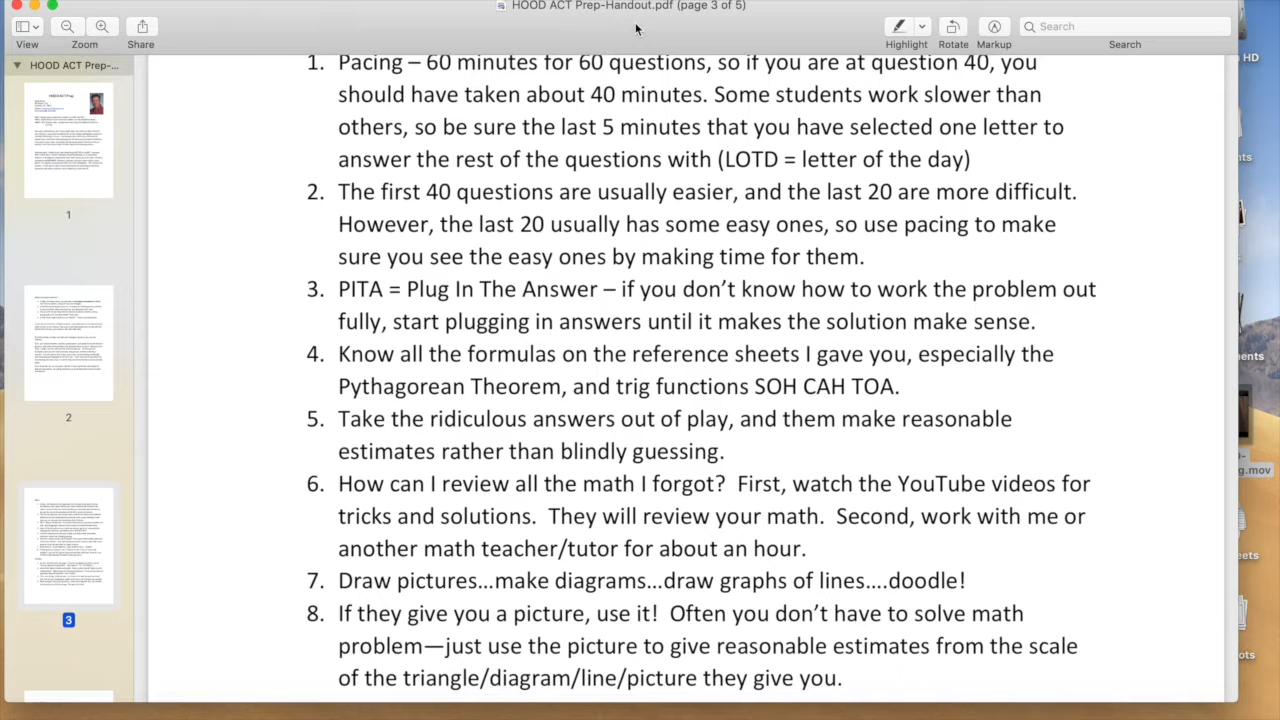 HOOD ACT Prep-Handout.pdf (page 3 of 5)
View
Zoom
Share
Highlight
Rotate
Markup
Search
Search
HOOD ACT Prep-...
HD
1. Pacing – 60 minutes for 60 questions, so if you are at question 40, you
should have taken about 40 minutes. Some students work slower than
others, so be sure the last 5 minutes that you have selected one letter to
answer the rest of the questions with (LOTD = letter of the day)
2. The first 40 questions are usually easier, and the last 20 are more difficult.
However, the last 20 usually has some easy ones, so use pacing to make
sure you see the easy ones by making time for them.
3. PITA = Plug In The Answer – if you don’t know how to work the problem out
fully, start plugging in answers until it makes the solution make sense.
4. Know all the formulas on the reference sheets I gave you, especially the
Pythagorean Theorem, and trig functions SOH CAH TOA.
5. Take the ridiculous answers out of play, and them make reasonable
estimates rather than blindly guessing.
6. How can I review all the math I forgot?  First, watch the YouTube videos for
tricks and solutions.  They will review your math.  Second, work with me or
another math teacher/tutor for about an hour.
7. Draw pictures…make diagrams…draw graphs of lines….doodle!
8. If they give you a picture, use it!  Often you don’t have to solve math
problem—just use the picture to give reasonable estimates from the scale
of the triangle/diagram/line/picture they give you.
1
2
3
nts
ments
g.mov
eets
ots